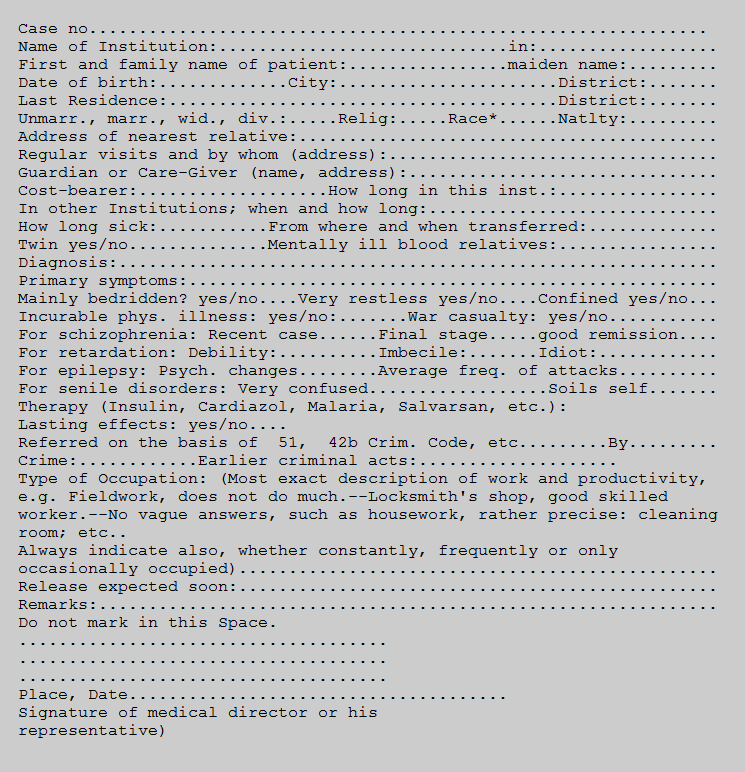 Case no..............................................................
Name of Institution:.............................in:..................
First and family name of patient:................maiden name:.........
Date of birth:.............City:......................District:.......
Last Residence:.......................................District:.......
Unmarr., marr., wid., div.:.....Relig:.....Race*......Natlty:.........
Address of nearest relative:..........................................
Regular visits and by whom (address):.................................
Guardian or Care-Giver (name, address):...............................
Cost-bearer:...................How long in this inst.:................
In other Institutions; when and how long:.............................
How long sick:...........From where and when transferred:.............
Twin yes/no..............Mentally ill blood relatives:................
Diagnosis:............................................................
Primary symptoms:.....................................................
Mainly bedridden? yes/no....Very restless yes/no....Confined yes/no...
Incurable phys. illness: yes/no:.......War casualty: yes/no...........
For schizophrenia: Recent case......Final stage.....good remission....
For retardation: Debility:..........Imbecile:.......Idiot:............
For epilepsy: Psych. changes........Average freq. of attacks..........
For senile disorders: Very confused..................Soils self.......
Therapy (Insulin, Cardiazol, Malaria, Salvarsan, etc.):
Lasting effects: yes/no....
Referred on the basis of  51,  42b Crim. Code, etc.........By.........
Crime:............Earlier criminal acts:....................
Type of Occupation: (Most exact description of work and productivity,
e.g. Fieldwork, does not do much.--Locksmith's shop, good skilled
worker.--No vague answers, such as housework, rather precise: cleaning
room; etc..
Always indicate also, whether constantly, frequently or only
occasionally occupied)................................................
Release expected soon:................................................
Remarks:..............................................................
Do not mark in this Space.
.....................................
.....................................
.....................................
Place, Date......................................
Signature of medical director or his
representative)